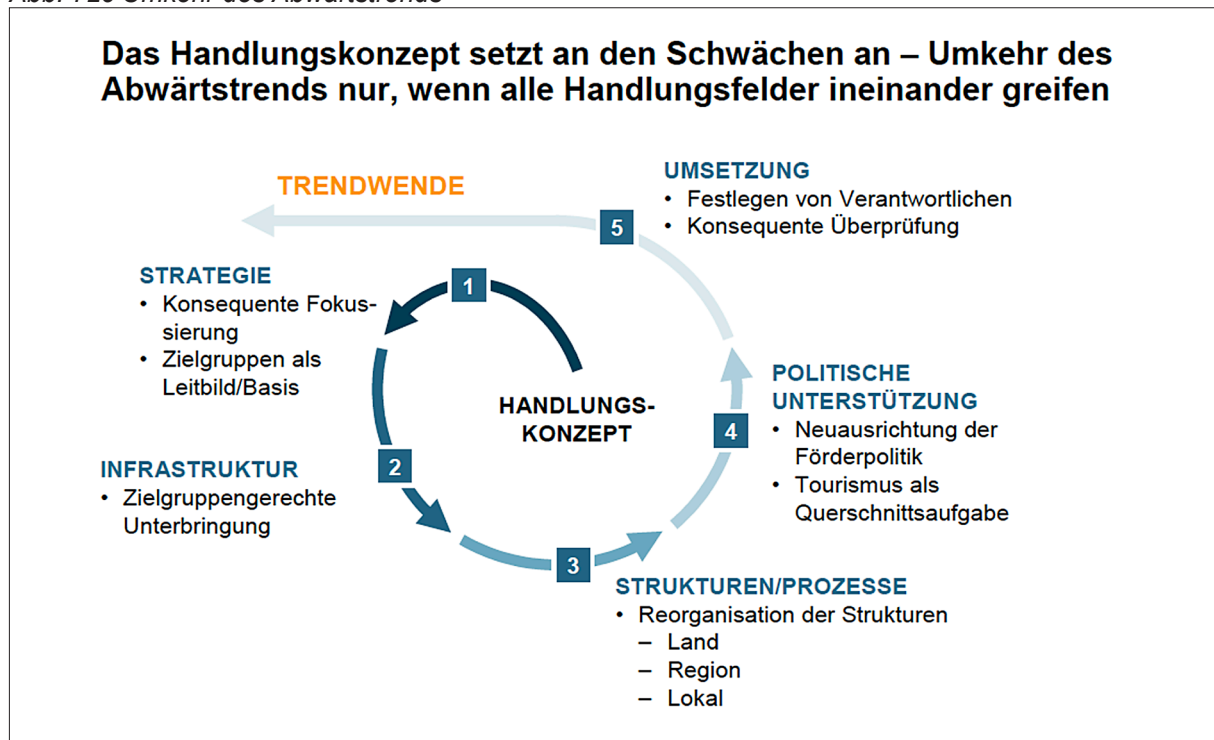 Das Handlungskonzept setzt an den Schwächen an – Umkehr des
Abwärtstrends nur, wenn alle Handlungsfelder ineinander greifen
TRENDWENDE
5
UMSETZUNG
• Festlegen von Verantwortlichen
• Konsequente Überprüfung
1
STRATEGIE
• Konsequente Fokus-
sierung
• Zielgruppen als
Leitbild/Basis
HANDLUNGS-
KONZEPT
POLITISCHE
UNTERSTÜTZUNG
• Neuausrichtung der
Förderpolitik
• Tourismus als
Querschnittsaufgabe
4
2
INFRASTRUKTUR
• Zielgruppengerechte
Unterbringung
3
STRUKTUREN/PROZESSE
• Reorganisation der Strukturen
– Land
– Region
– Lokal